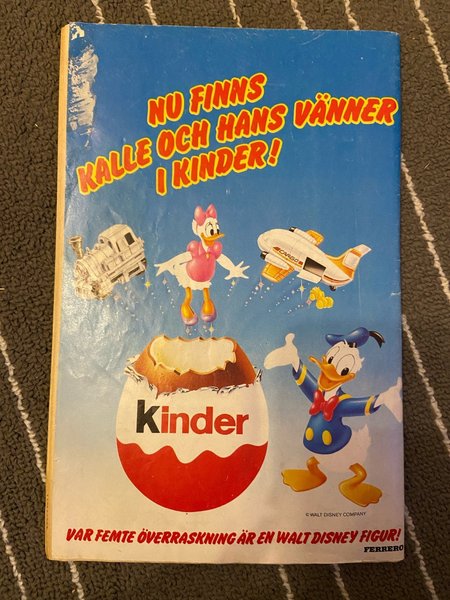 NU FINNS
KALLE OCH HANS VÄNNER
I KINDER!
CARGO
Kinder
© WALT DISNEY COMPANY
VAR FEMTE ÖVERRASKNING ÄR EN WALT DISNEY FIGUR!
FERRERO